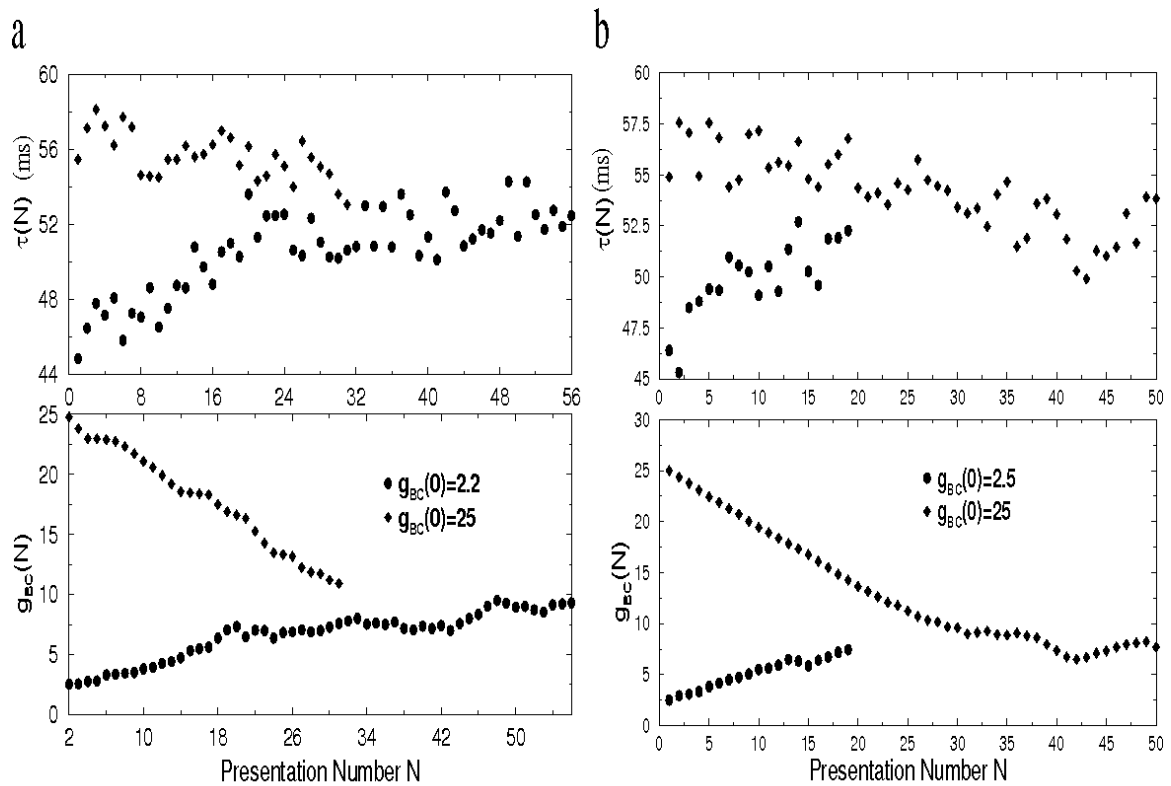 a
60
56
52
48
44
τ(N) (ms)
0 8 16 24 32 40 48 56
25
20
15
10
5
0
g_BC(N)
g_BC(0)=2.2
g_BC(0)=25
2 10 18 26 34 42 50
Presentation Number N
b
60
57.5
55
52.5
50
47.5
45
τ(N) (ms)
0 5 10 15 20 25 30 35 40 45 50
30
25
20
15
10
5
0
g_BC(N)
g_BC(0)=2.5
g_BC(0)=25
0 5 10 15 20 25 30 35 40 45 50
Presentation Number N